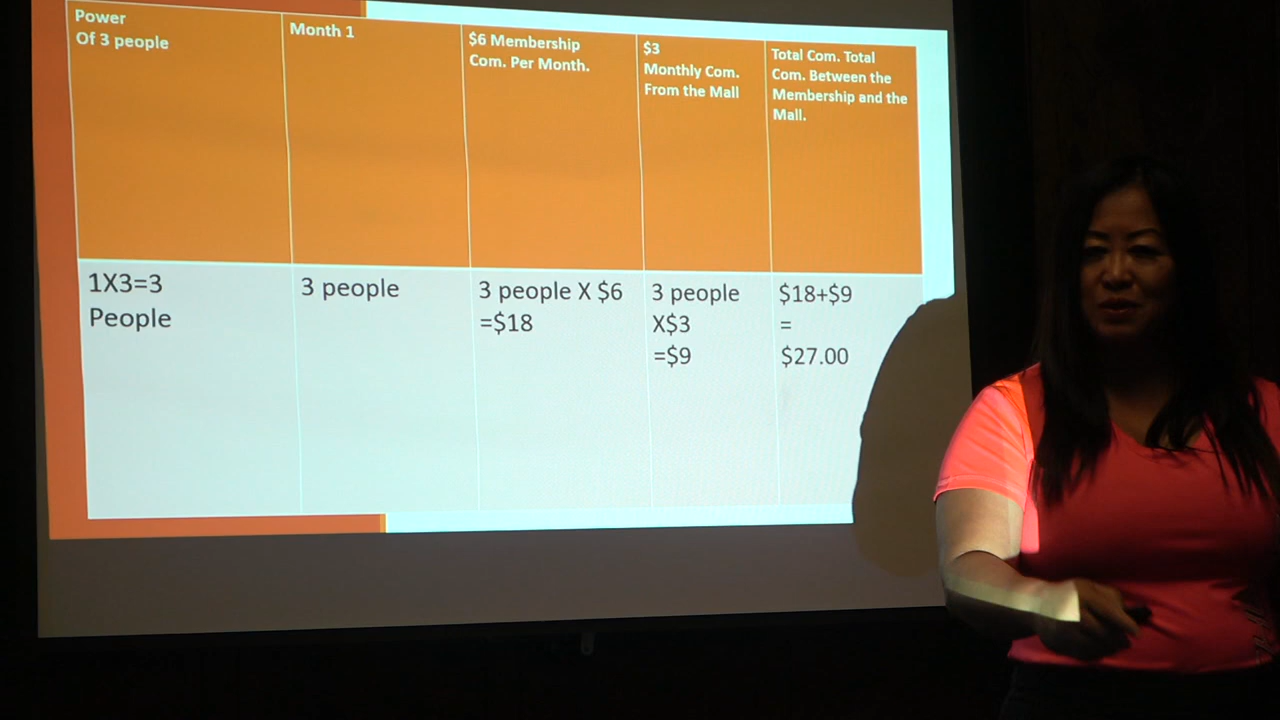 Power
Of 3 people
Month 1
$6 Membership
Com. Per Month.
$3
Monthly Com.
From the Mall
Total Com. Total
Com. Between the
Membership and the
Mall.
1X3=3
People
3 people
3 people X $6
=$18
3 people
X$3
=$9
$18+$9
=
$27.00